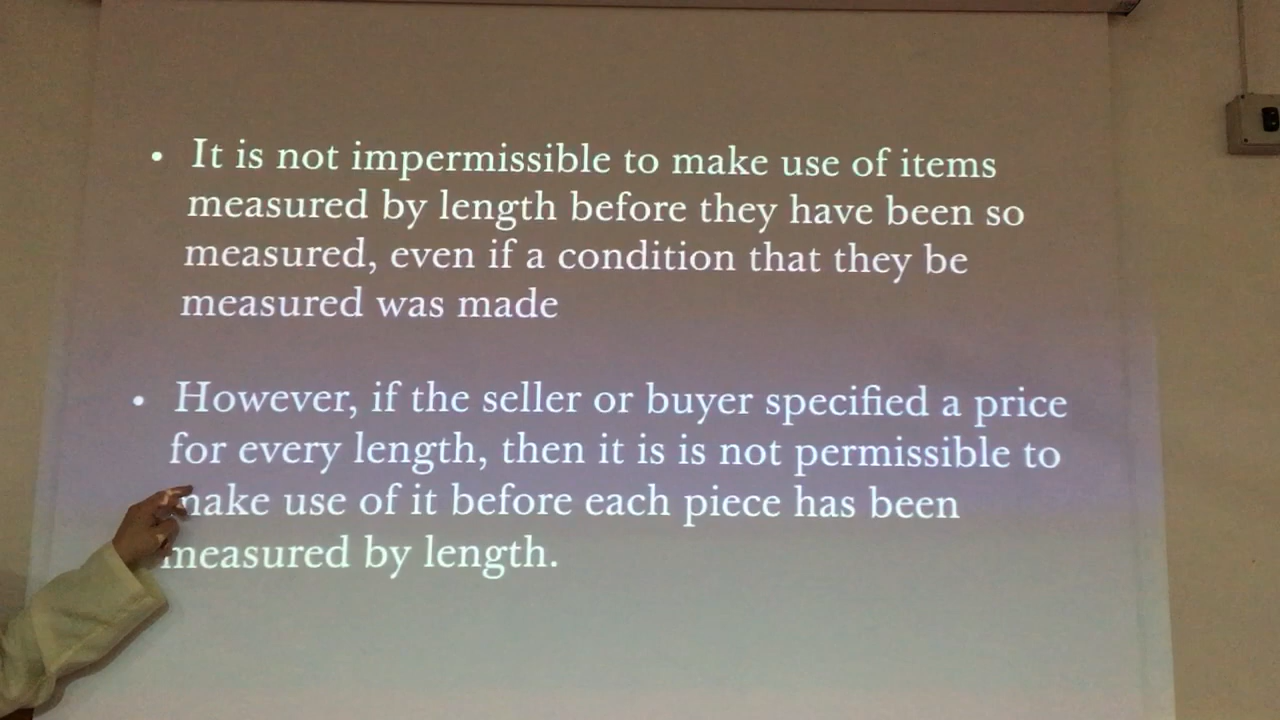 • It is not impermissible to make use of items
measured by length before they have been so
measured, even if a condition that they be
measured was made
• However, if the seller or buyer specified a price
for every length, then it is is not permissible to
make use of it before each piece has been
measured by length.